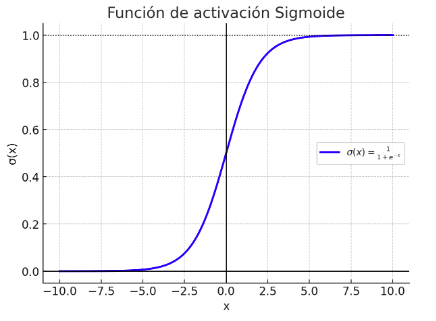 Función de activación Sigmoide
1.0
0.8
0.6
0.4
0.2
0.0
σ(x)
σ(x) = 1/(1 + e^{-x})
−10.0 −7.5 −5.0 −2.5 0.0 2.5 5.0 7.5 10.0
x